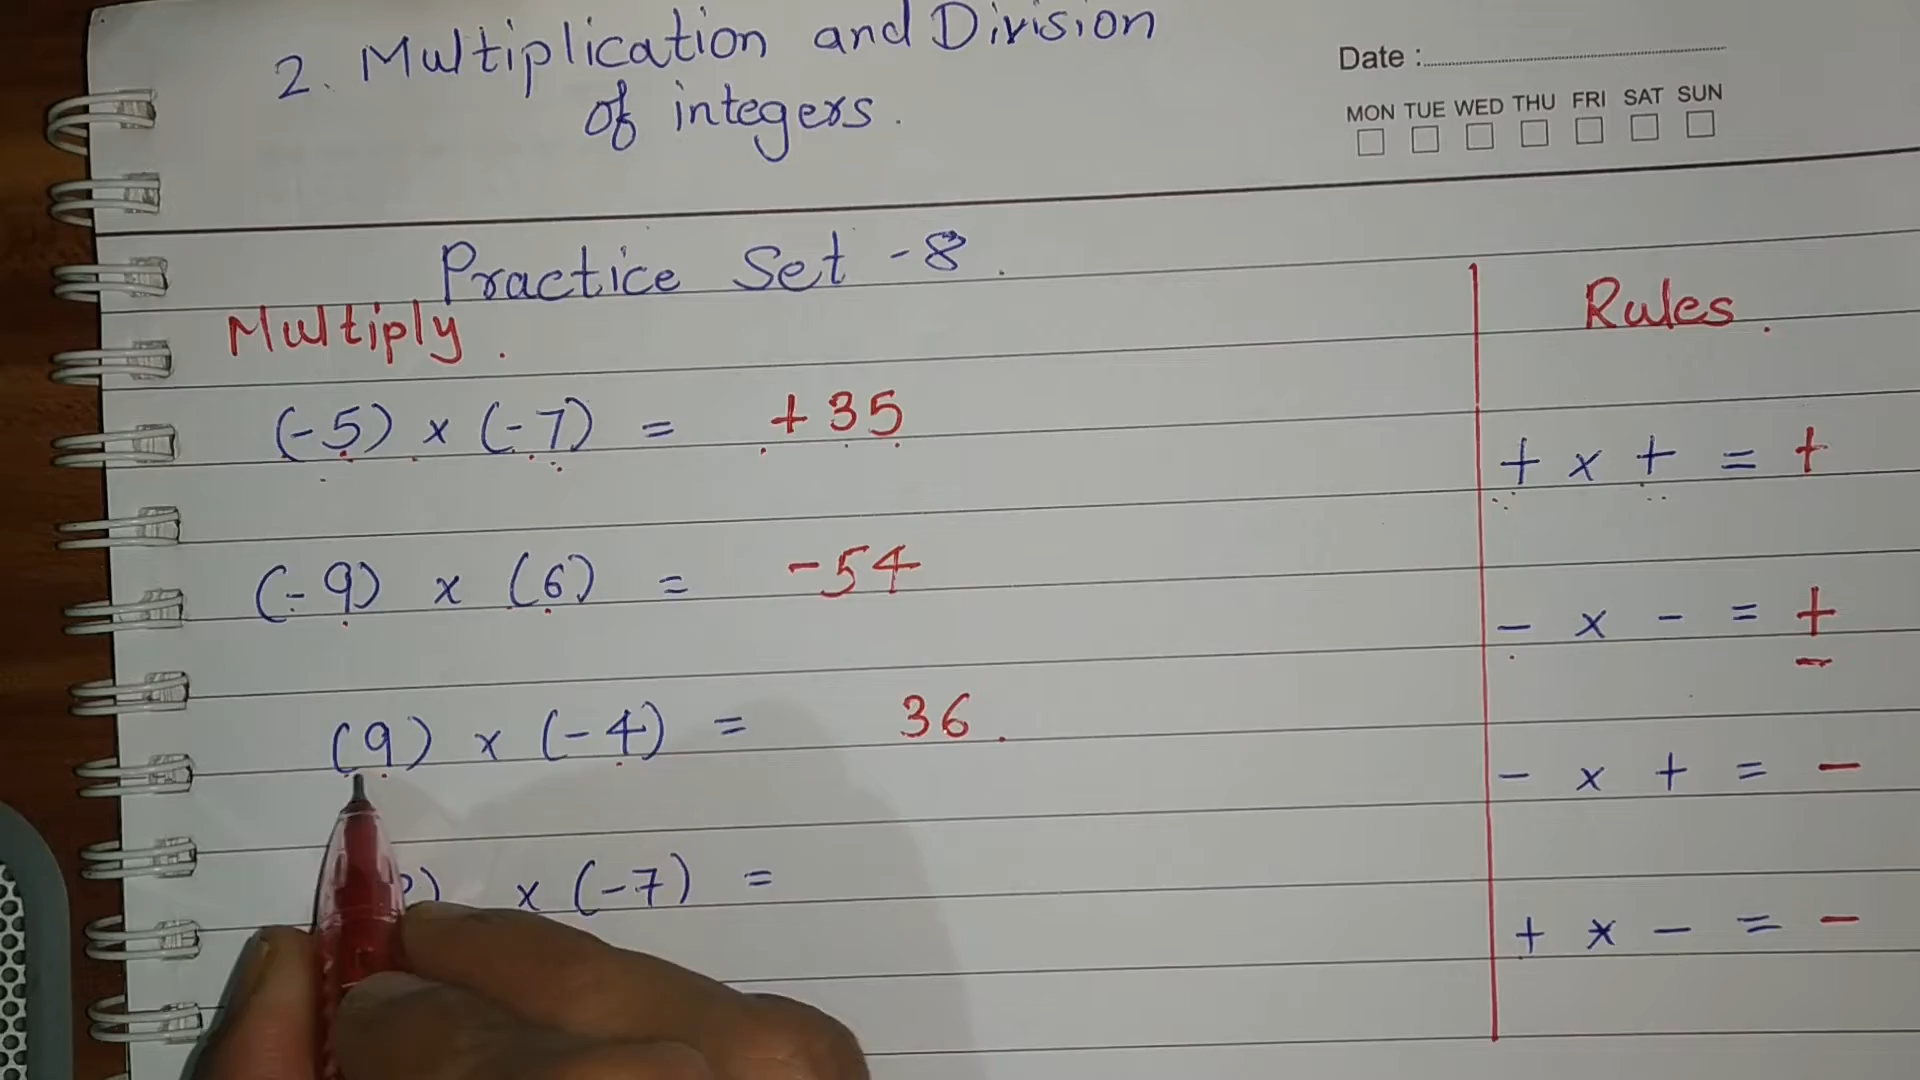 2. Multiplication and Division
of integers.
Date :
MON TUE WED THU FRI SAT SUN
Practice Set - 8.
Multiply.
Rules.
(-5) x (-7) = +35
+ x + = +
(-9) x (6) = -54
- x - = +
-
(9) x (-4) = 36.
- x + = -
) x (-7) =
+ x - = -